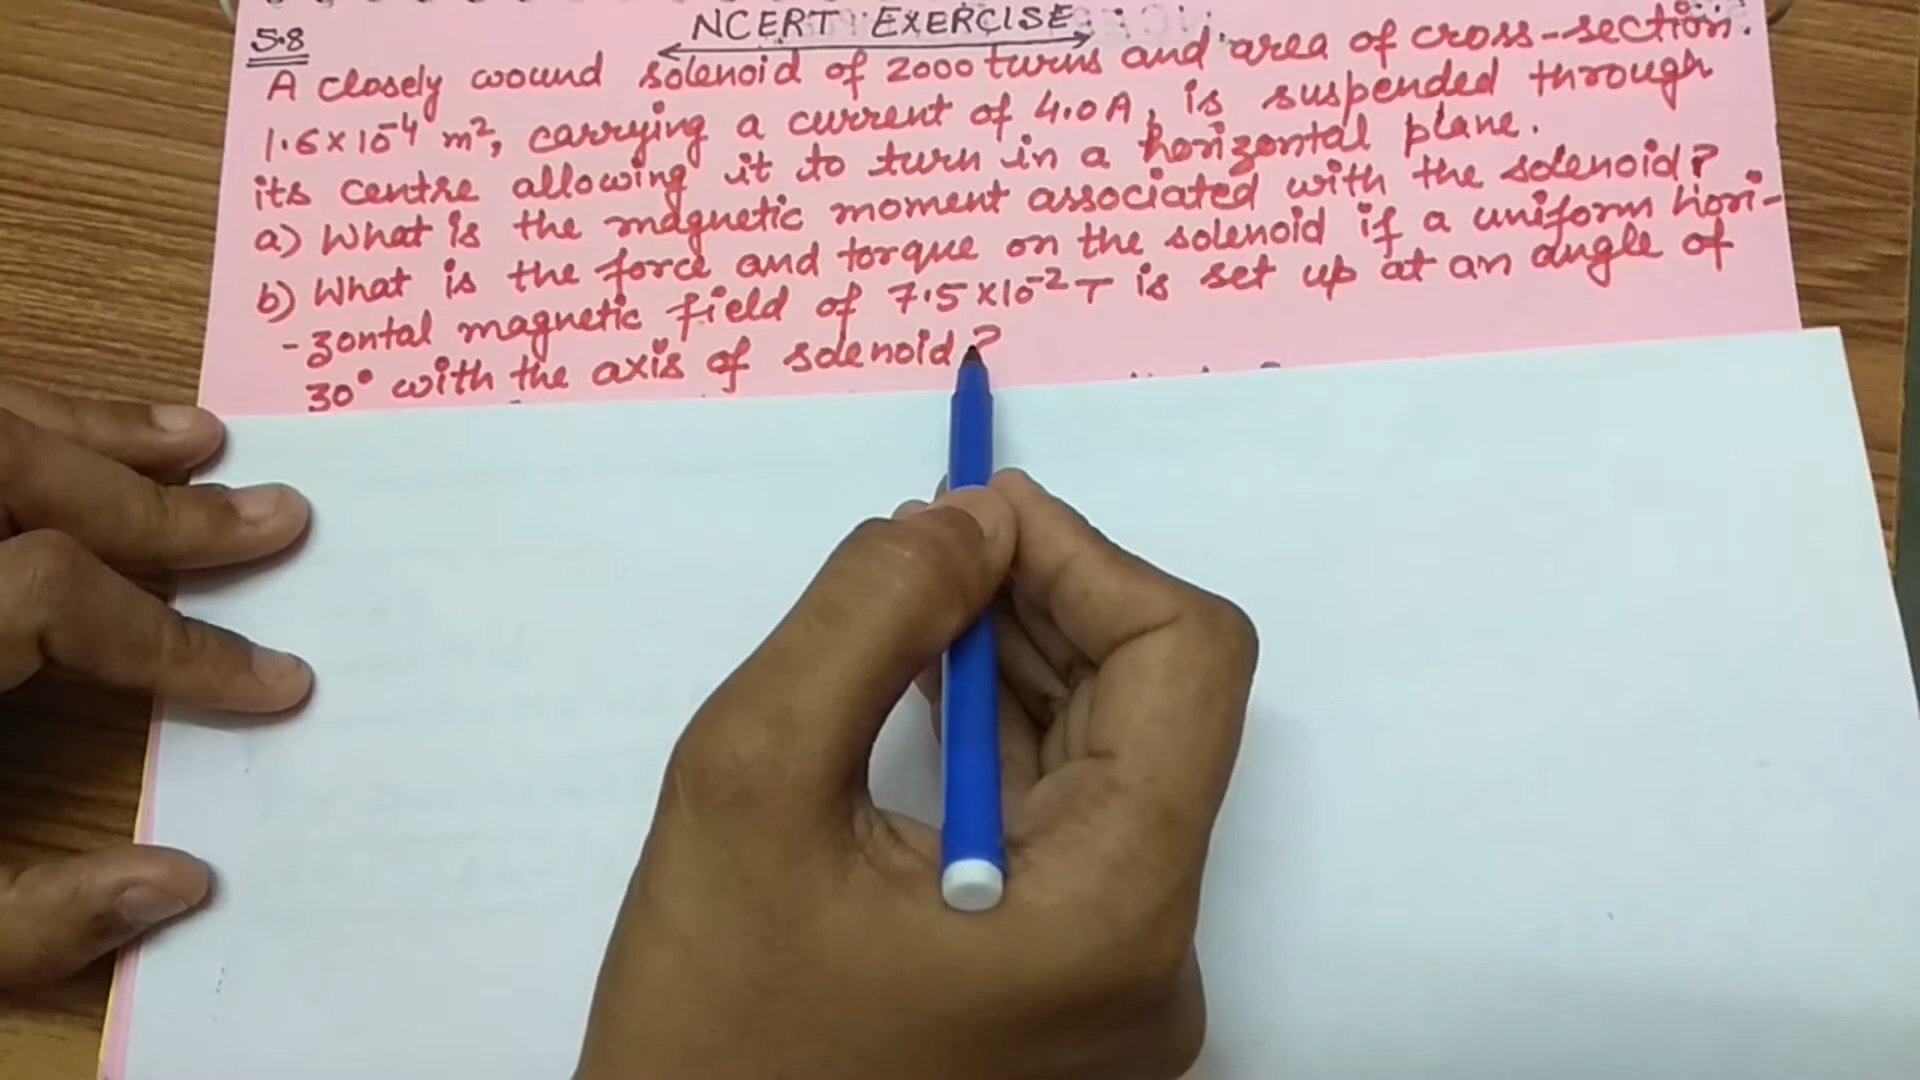 NCERT EXERCISE
5.8
A closely wound solenoid of 2000 turns and area of cross-section.
1.6×10⁻⁴ m², carrying a current of 4.0A, is suspended through
its centre allowing it to turn in a horizontal plane.
a) What is the magnetic moment associated with the solenoid?
b) What is the force and torque on the solenoid if a uniform hori-
-zontal magnetic field of 7.5×10⁻² T is set up at an angle of
30° with the axis of solenoid?